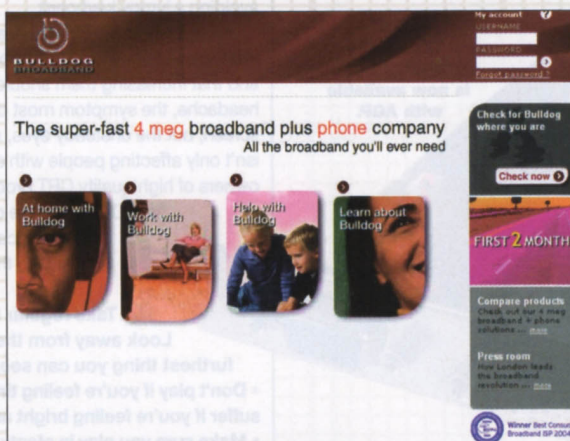 BULLDOG
BROADBAND
My account
USERNAME
PASSWORD
Forgot password?
The super-fast 4 meg broadband plus phone company
All the broadband you'll ever need
At home with
Bulldog
Work with
Bulldog
Help with
Bulldog
Learn about
Bulldog
Check for Bulldog
where you are
Check now
FIRST 2 MONTH
Compare products
Check out our 4 meg
broadband + phone
solutions ... more
Press room
How London leads
the broadband
revolution ... more
Winner Best Consum
Broadband ISP 2004